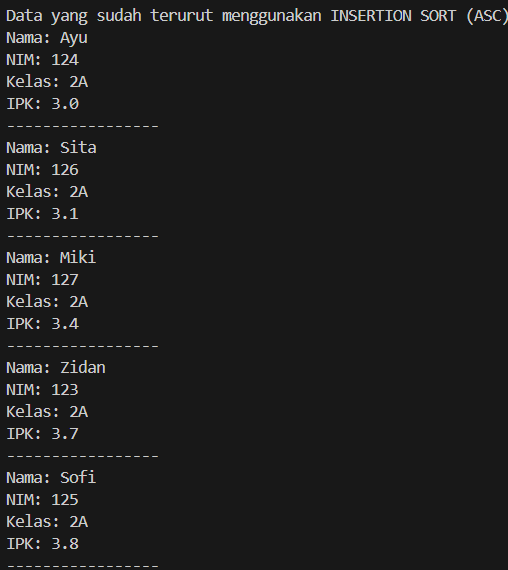 Data yang sudah terurut menggunakan INSERTION SORT (ASC)
Nama: Ayu
NIM: 124
Kelas: 2A
IPK: 3.0
-----------------
Nama: Sita
NIM: 126
Kelas: 2A
IPK: 3.1
-----------------
Nama: Miki
NIM: 127
Kelas: 2A
IPK: 3.4
-----------------
Nama: Zidan
NIM: 123
Kelas: 2A
IPK: 3.7
-----------------
Nama: Sofi
NIM: 125
Kelas: 2A
IPK: 3.8
-----------------